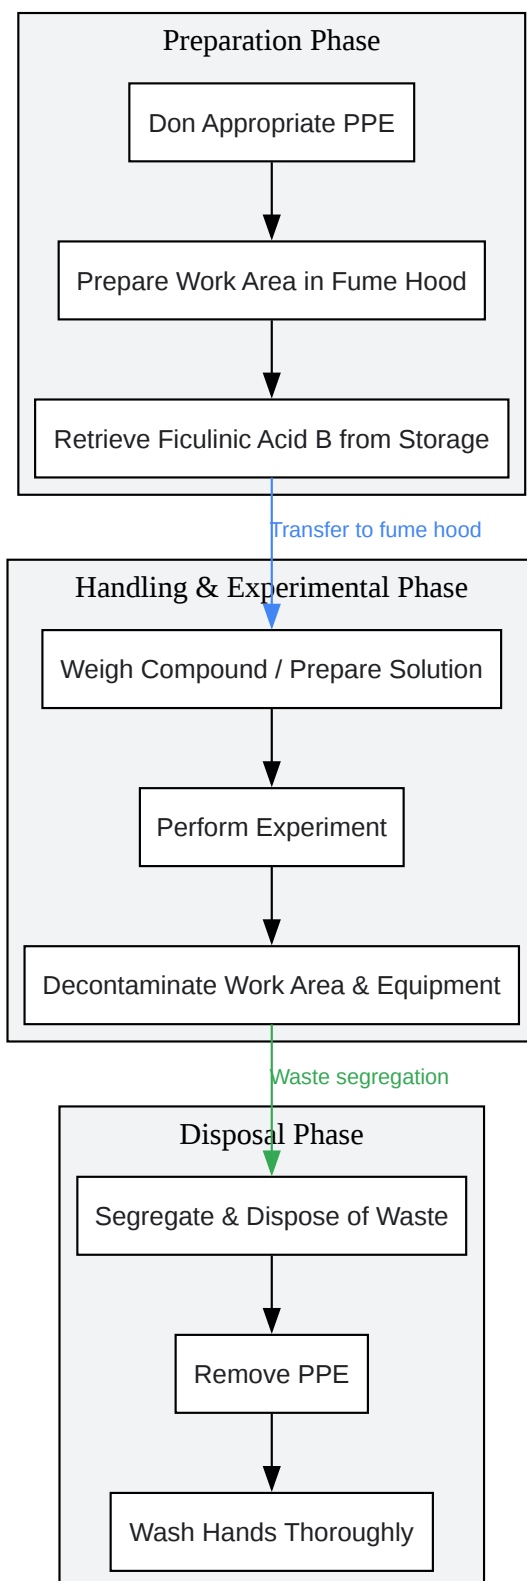 Preparation Phase
Don Appropriate PPE
Prepare Work Area in Fume Hood
Retrieve Ficulinic Acid B from Storage
Transfer to fume hood
Handling & Experimental Phase
Weigh Compound / Prepare Solution
Perform Experiment
Decontaminate Work Area & Equipment
Waste segregation
Disposal Phase
Segregate & Dispose of Waste
Remove PPE
Wash Hands Thoroughly